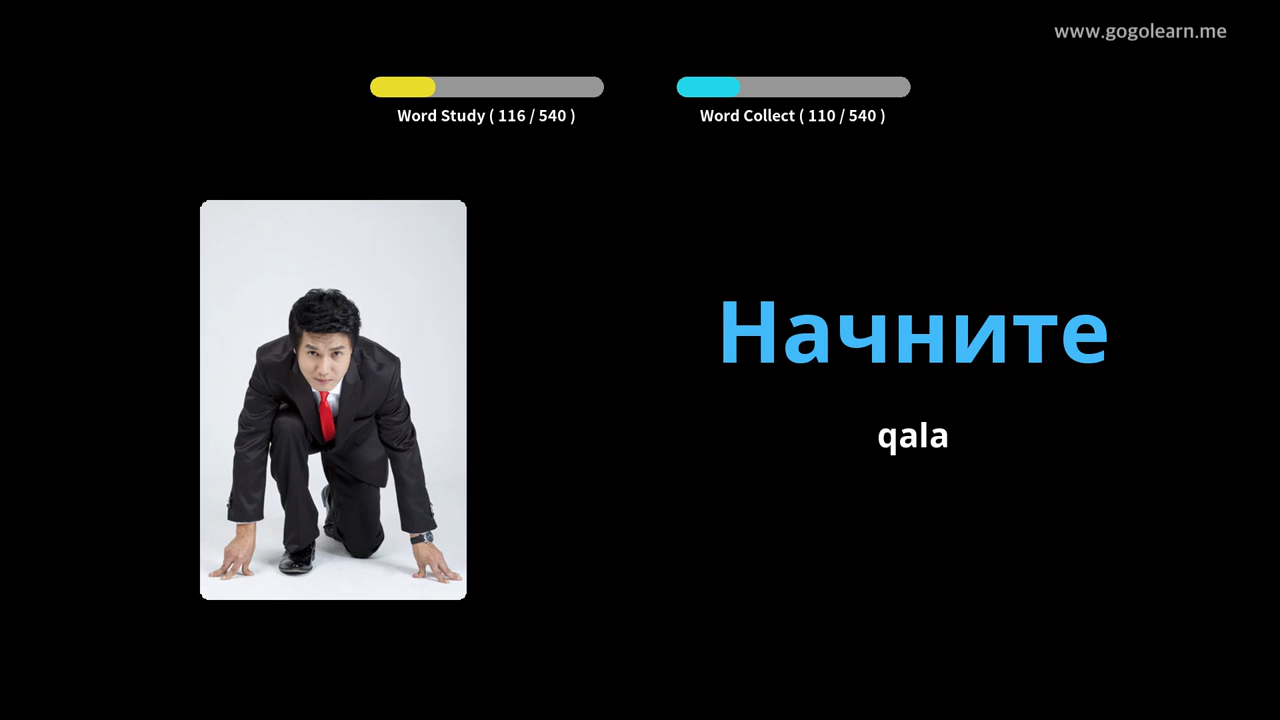 www.gogolearn.me
Word Study ( 116 / 540 )
Word Collect ( 110 / 540 )
Начните
qala